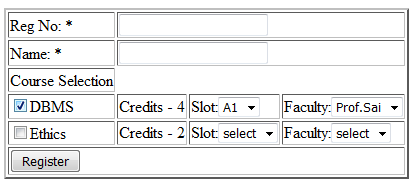 Reg No: *
Name: *
Course Selection
DBMS Credits - 4 Slot: A1 Faculty: Prof.Sai
Ethics Credits - 2 Slot: select Faculty: select
Register